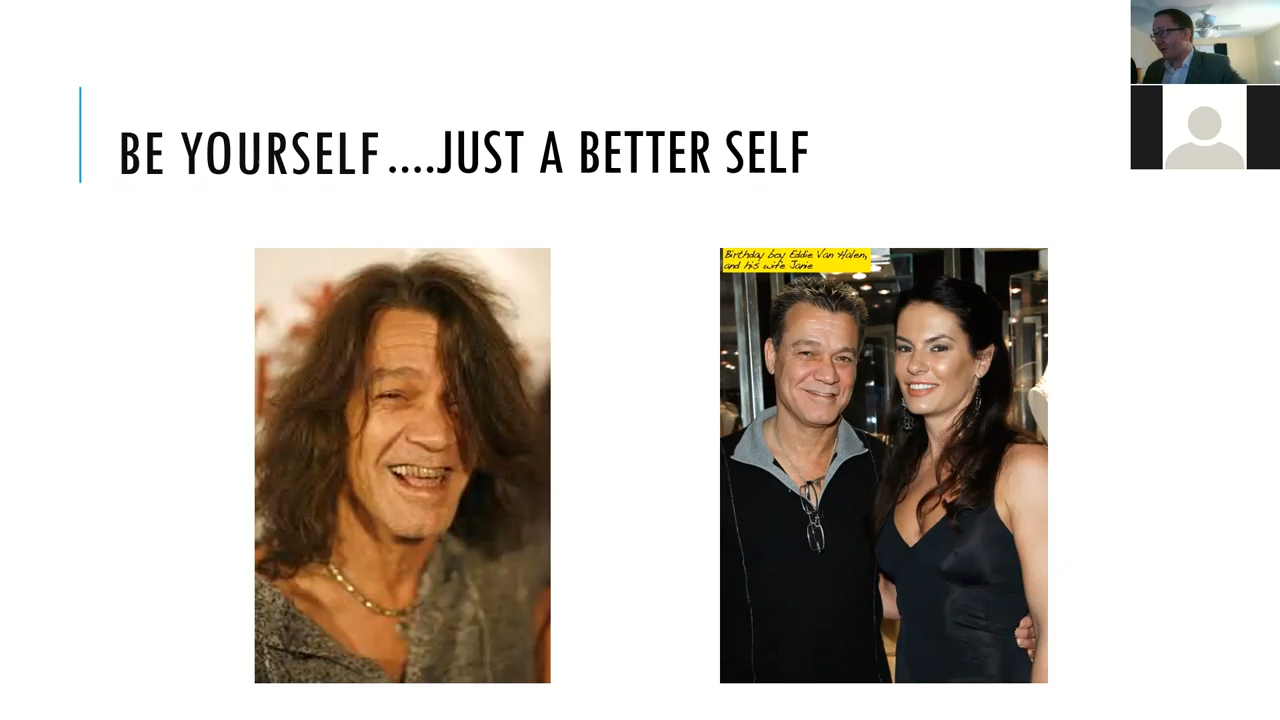 BE YOURSELF....JUST A BETTER SELF
Birthday boy Eddie Van Halen,
and his wife Janie